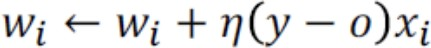 wᵢ ← wᵢ + η(y − o)xᵢ